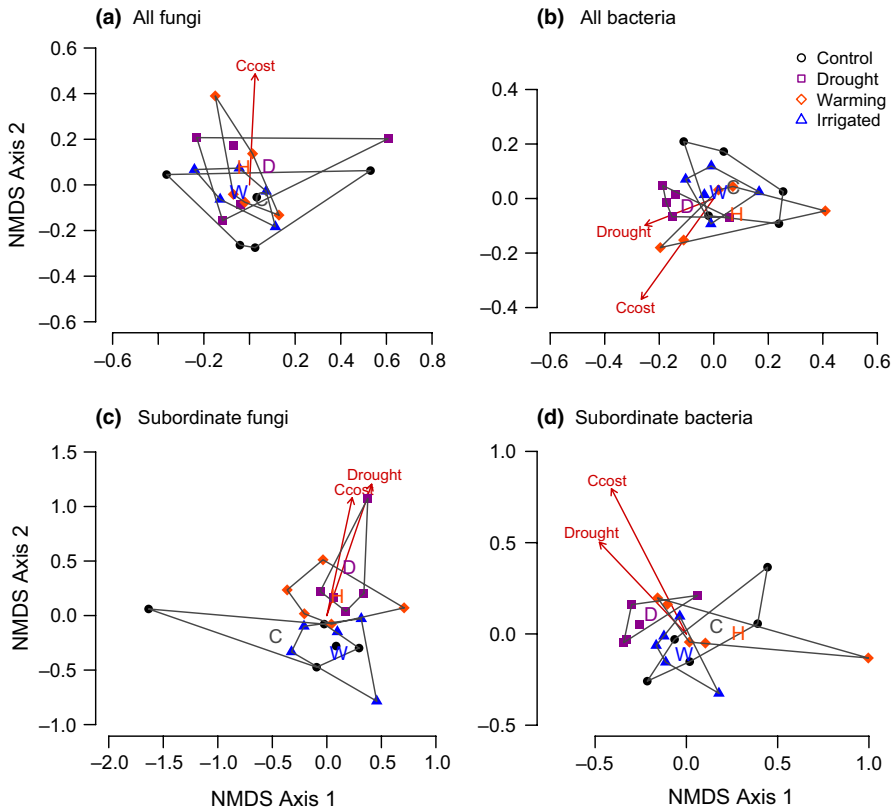 (a) All fungi
Ccost
H
D
W
C
0.6
0.4
0.2
0.0
−0.2
−0.4
−0.6
NMDS Axis 2
−0.6
−0.2
0.2
0.4
0.6
0.8
(b) All bacteria
Control
Drought
Warming
Irrigated
0.4
0.2
0.0
−0.2
−0.4
W
C
D
H
Drought
Ccost
−0.6
−0.4
−0.2
0.0
0.2
0.4
0.6
(c) Subordinate fungi
1.5
1.0
0.5
0.0
−0.5
−1.0
NMDS Axis 2
Drought
Ccost
D
H
C
W
−2.0
−1.5
−1.0
−0.5
0.0
0.5
1.0
NMDS Axis 1
(d) Subordinate bacteria
1.0
0.5
0.0
−0.5
Ccost
Drought
D
C
H
W
−0.5
0.0
0.5
1.0
NMDS Axis 1